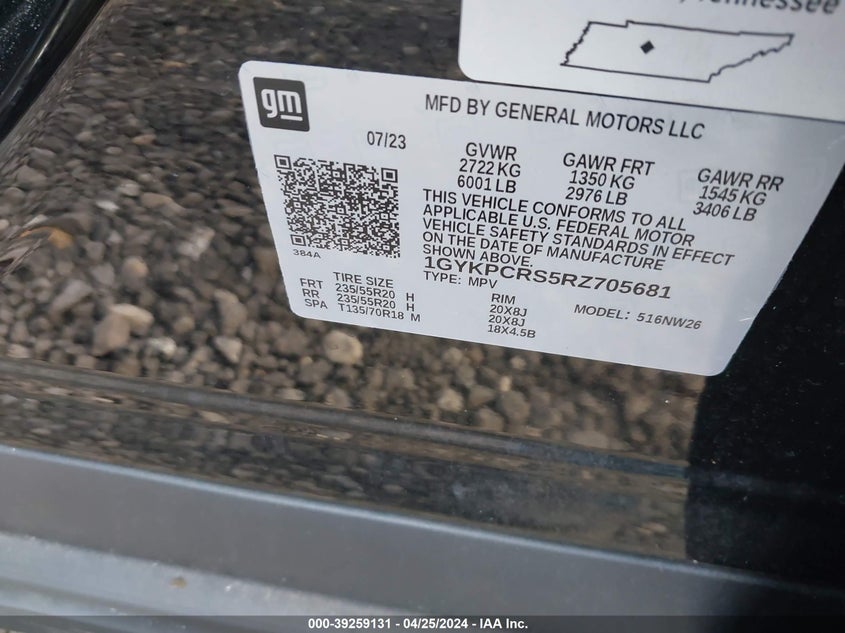 Tennessee
gm
MFD BY GENERAL MOTORS LLC
07/23
GVWR
2722 KG
6001 LB
GAWR FRT
1350 KG
2976 LB
GAWR RR
1545 KG
3406 LB
THIS VEHICLE CONFORMS TO ALL
APPLICABLE U.S. FEDERAL MOTOR
VEHICLE SAFETY STANDARDS IN EFFECT
ON THE DATE OF MANUFACTURE
SHOWN ABOVE.
384A
1GYKPCRS5RZ705681
TYPE: MPV
MODEL: 516NW26
TIRE SIZE
RIM
FRT 235/55R20 H 20X8J
RR 235/55R20 H 20X8J
SPA T135/70R18 M 18X4.5B
000-39259131 - 04/25/2024 - IAA Inc.